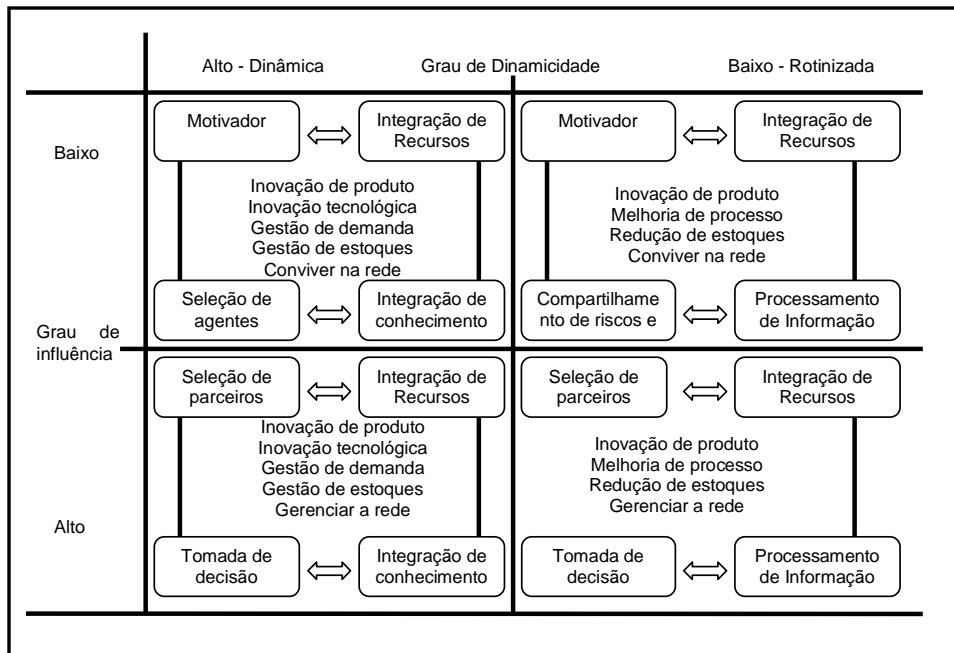 Alto - Dinâmica
Grau de Dinamicidade
Baixo - Rotinizada
Baixo
Grau de
influência
Alto
Motivador
Integração de
Recursos
Inovação de produto
Inovação tecnológica
Gestão de demanda
Gestão de estoques
Conviver na rede
Seleção de
agentes
Integração de
conhecimento
Motivador
Integração de
Recursos
Inovação de produto
Melhoria de processo
Redução de estoques
Conviver na rede
Compartilhame
nto de riscos e
Processamento
de Informação
Seleção de
parceiros
Integração de
Recursos
Inovação de produto
Inovação tecnológica
Gestão de demanda
Gestão de estoques
Gerenciar a rede
Tomada de
decisão
Integração de
conhecimento
Seleção de
parceiros
Integração de
Recursos
Inovação de produto
Melhoria de processo
Redução de estoques
Gerenciar a rede
Tomada de
decisão
Processamento
de Informação